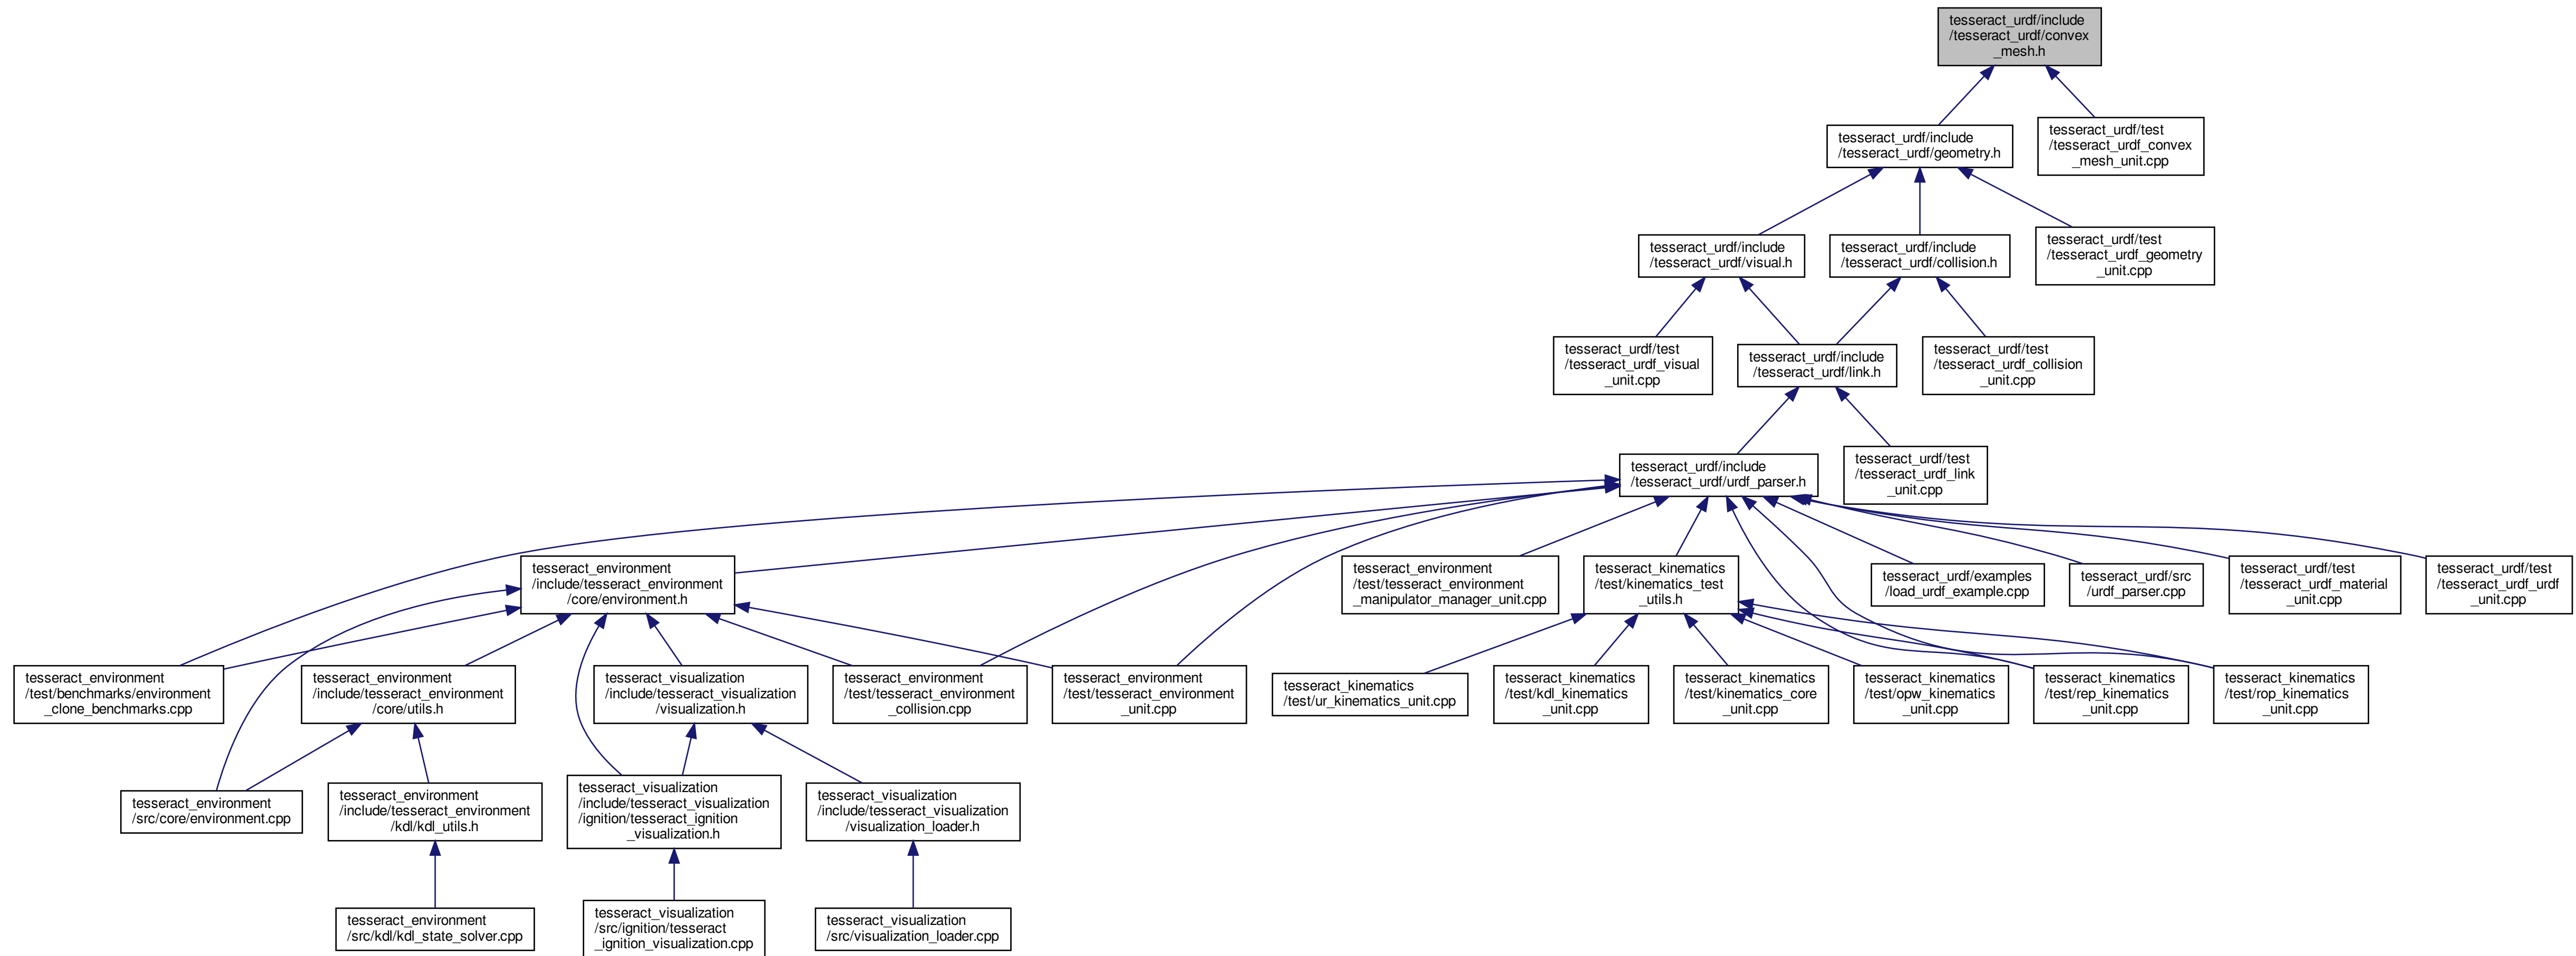 tesseract_urdf/include
/tesseract_urdf/convex
_mesh.h
tesseract_urdf/include
/tesseract_urdf/geometry.h
tesseract_urdf/test
/tesseract_urdf_convex
_mesh_unit.cpp
tesseract_urdf/include
/tesseract_urdf/visual.h
tesseract_urdf/include
/tesseract_urdf/collision.h
tesseract_urdf/test
/tesseract_urdf_geometry
_unit.cpp
tesseract_urdf/test
/tesseract_urdf_visual
_unit.cpp
tesseract_urdf/include
/tesseract_urdf/link.h
tesseract_urdf/test
/tesseract_urdf_collision
_unit.cpp
tesseract_urdf/include
/tesseract_urdf/urdf_parser.h
tesseract_urdf/test
/tesseract_urdf_link
_unit.cpp
tesseract_environment
/include/tesseract_environment
/core/environment.h
tesseract_environment
/test/tesseract_environment
_manipulator_manager_unit.cpp
tesseract_kinematics
/test/kinematics_test
_utils.h
tesseract_urdf/examples
/load_urdf_example.cpp
tesseract_urdf/src
/urdf_parser.cpp
tesseract_urdf/test
/tesseract_urdf_material
_unit.cpp
tesseract_urdf/test
/tesseract_urdf_urdf
_unit.cpp
tesseract_environment
/test/benchmarks/environment
_clone_benchmarks.cpp
tesseract_environment
/include/tesseract_environment
/core/utils.h
tesseract_visualization
/include/tesseract_visualization
/visualization.h
tesseract_environment
/test/tesseract_environment
_collision.cpp
tesseract_environment
/test/tesseract_environment
_unit.cpp
tesseract_kinematics
/test/ur_kinematics_unit.cpp
tesseract_kinematics
/test/kdl_kinematics
_unit.cpp
tesseract_kinematics
/test/kinematics_core
_unit.cpp
tesseract_kinematics
/test/opw_kinematics
_unit.cpp
tesseract_kinematics
/test/rep_kinematics
_unit.cpp
tesseract_kinematics
/test/rop_kinematics
_unit.cpp
tesseract_environment
/src/core/environment.cpp
tesseract_environment
/include/tesseract_environment
/kdl/kdl_utils.h
tesseract_visualization
/include/tesseract_visualization
/ignition/tesseract_ignition
_visualization.h
tesseract_visualization
/include/tesseract_visualization
/visualization_loader.h
tesseract_environment
/src/kdl/kdl_state_solver.cpp
tesseract_visualization
/src/ignition/tesseract
_ignition_visualization.cpp
tesseract_visualization
/src/visualization_loader.cpp